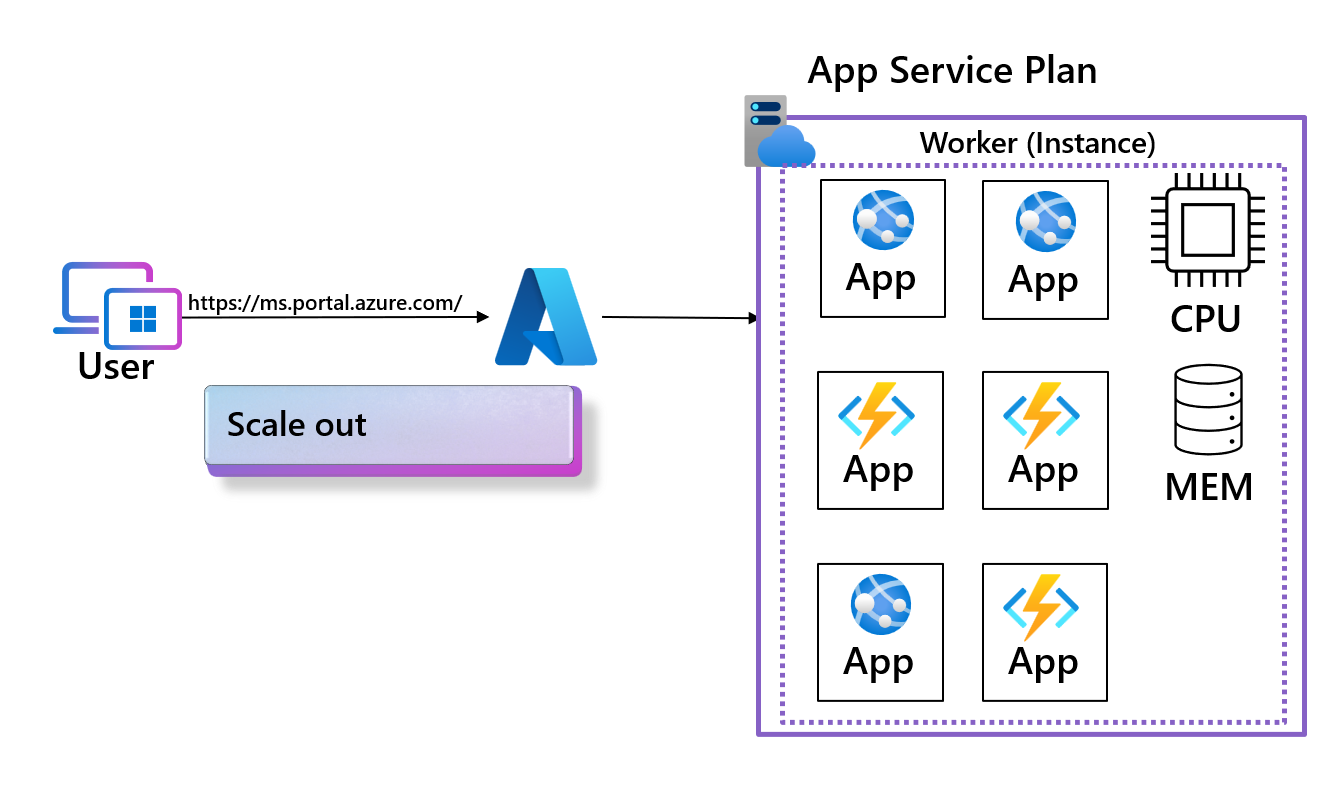 App Service Plan
Worker (Instance)
App
App
CPU
https://ms.portal.azure.com/
User
Scale out
App
App
MEM
App
App